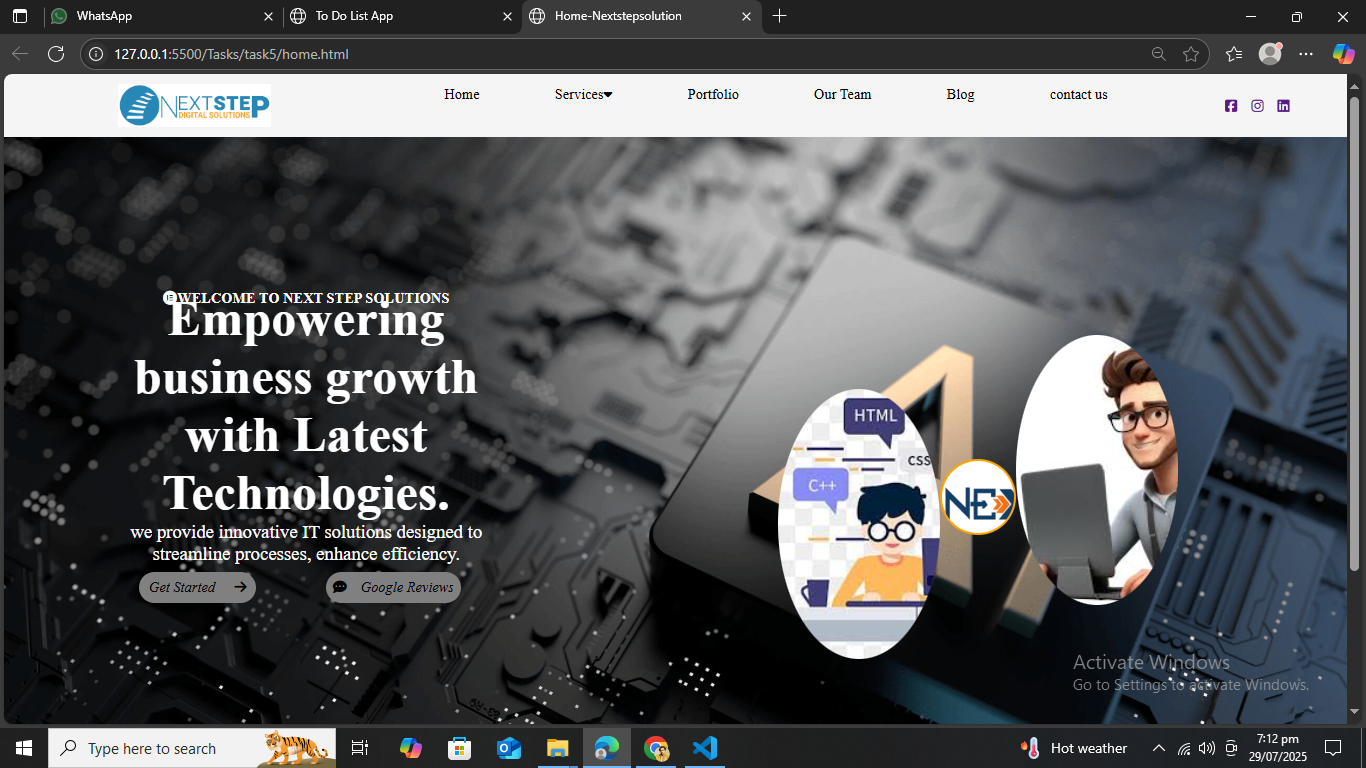 WhatsApp
To Do List App
Home-Nextstepsolution
127.0.0.1:5500/Tasks/task5/home.html
NEXTSTEP
DIGITAL SOLUTIONS
Home
Services
Portfolio
Our Team
Blog
contact us
WELCOME TO NEXT STEP SOLUTIONS
Empowering
business growth
with Latest
Technologies.
we provide innovative IT solutions designed to
streamline processes, enhance efficiency.
Get Started
Google Reviews
HTML
CSS
C++
NEX
Activate Windows
Go to Settings to activate Windows.
Type here to search
Hot weather
7:12 pm
29/07/2025